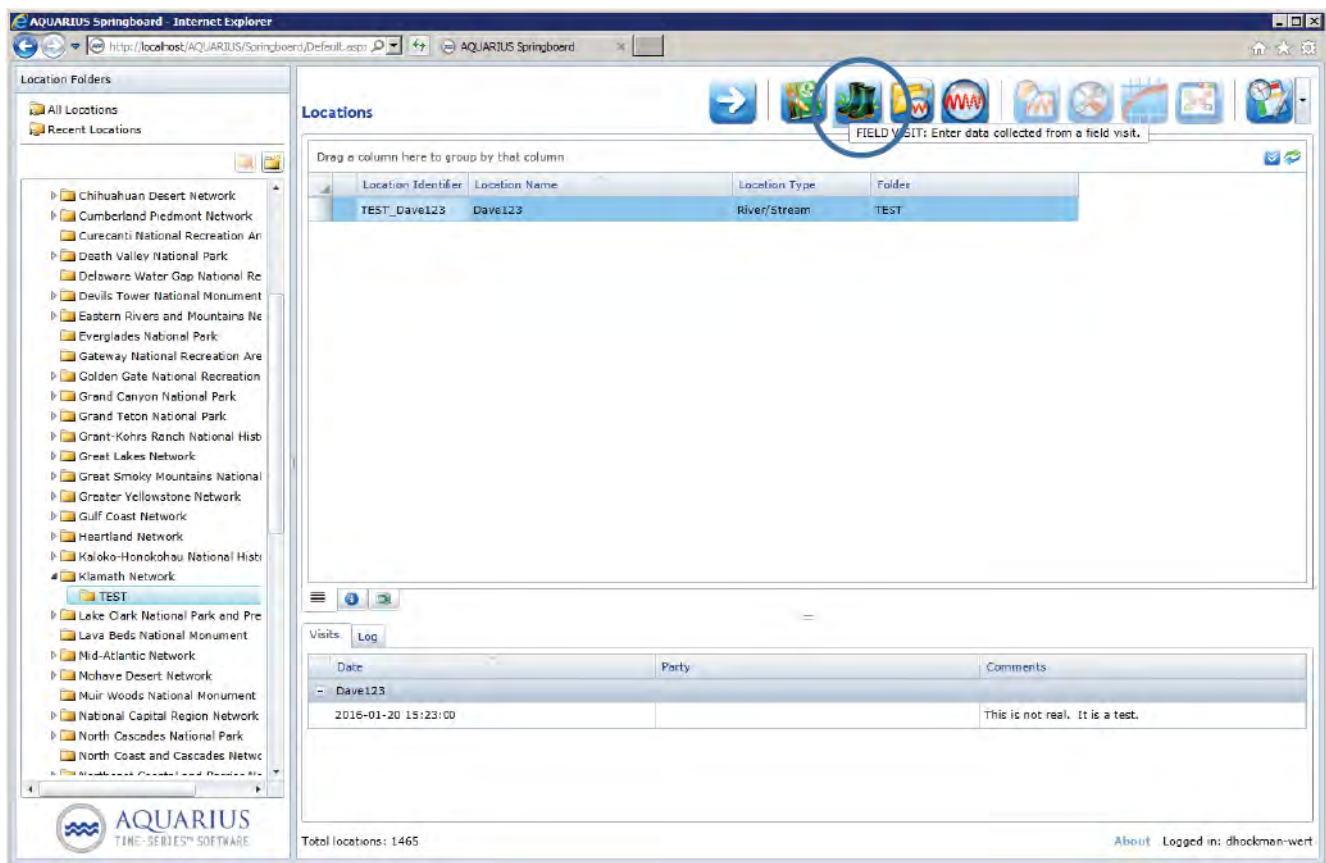 AQUARIUS Springboard - Internet Explorer
http://localhost/AQUARIUS/Springboard/Default.asp
AQUARIUS Springboard
Location Folders
All Locations
Recent Locations
Chihuahuan Desert Network
Cumberland Piedmont Network
Curecanti National Recreation Ar
Death Valley National Park
Delaware Water Gap National Re
Devils Tower National Monument
Eastern Rivers and Mountains Ne
Everglades National Park
Gateway National Recreation Are
Golden Gate National Recreation
Grand Canyon National Park
Grand Teton National Park
Grant-Kohrs Ranch National Hist
Great Lakes Network
Great Smoky Mountains National
Greater Yellowstone Network
Gulf Coast Network
Heartland Network
Kaloko-Honokohau National Hist
Klamath Network
TEST
Lake Clark National Park and Pre
Lava Beds National Monument
Mid-Atlantic Network
Mohave Desert Network
Muir Woods National Monument
National Capital Region Network
North Cascades National Park
North Coast and Cascades Netwo
AQUARIUS
TIME-SERIES™ SOFTWARE
Locations
FIELD VISIT: Enter data collected from a field visit.
Drag a column here to group by that column
Location Identifier Location Name Location Type Folder
TEST_Dave123 Dave123 River/Stream TEST
Visits Log
Date Party Comments
Dave123
2016-01-20 15:23:00 This is not real. It is a test.
Total locations: 1465
About Logged in: dhockman-wert